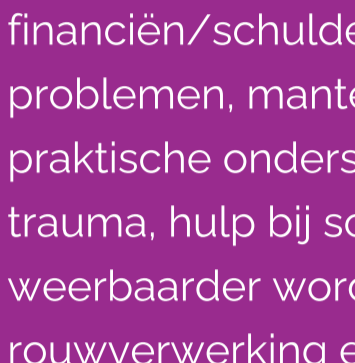 financiën/schulde
problemen, mante
praktische onders
trauma, hulp bij sc
weerbaarder word
rouwverwerking e